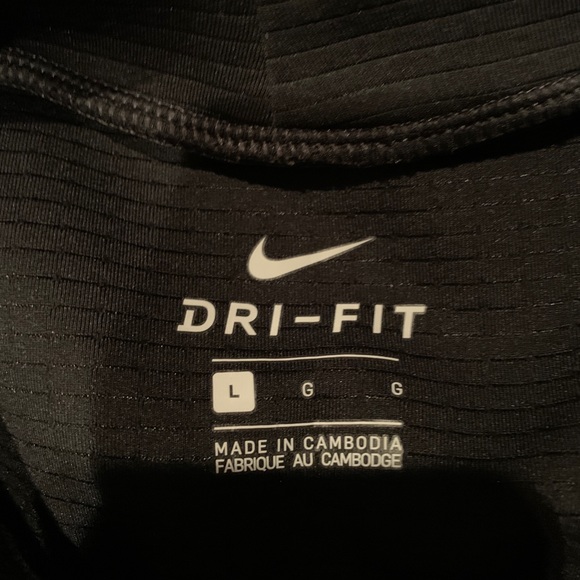 DRI-FIT
L G G
MADE IN CAMBODIA
FABRIQUE AU CAMBODGE